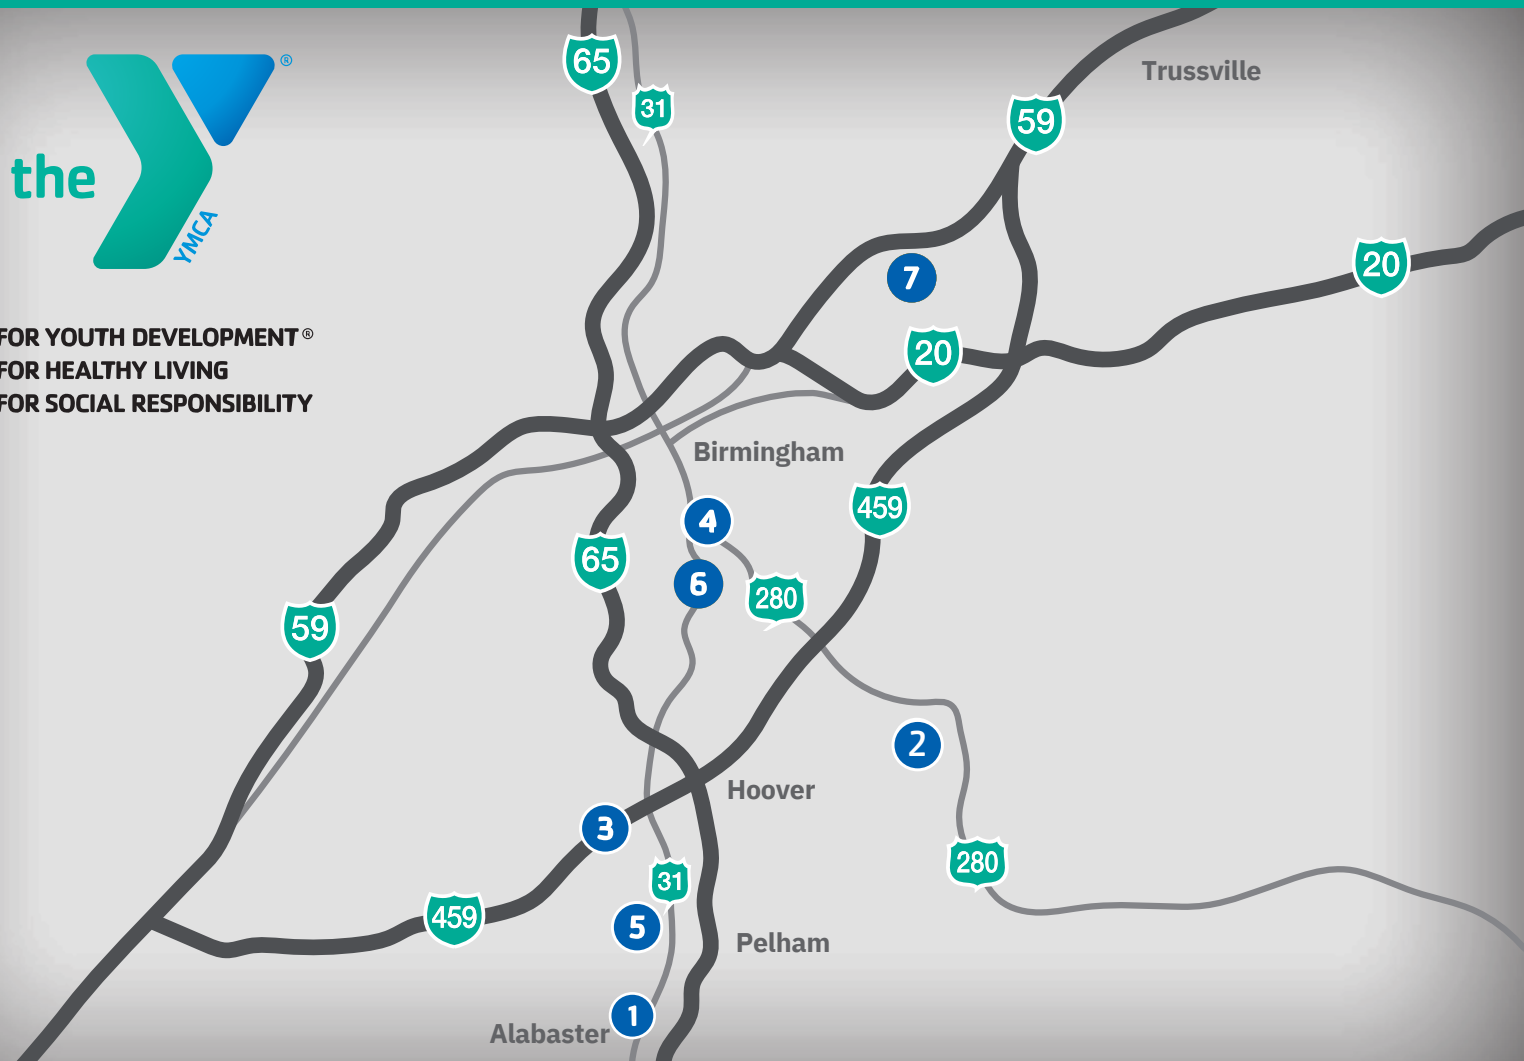 65
Trussville
®
31
59
the
YMCA
20
7
FOR YOUTH DEVELOPMENT®
20
FOR HEALTHY LIVING
FOR SOCIAL RESPONSIBILITY
Birmingham
459
4
65
6
280
59
2
Hoover
3
280
31
459
5
Pelham
1
Alabaster